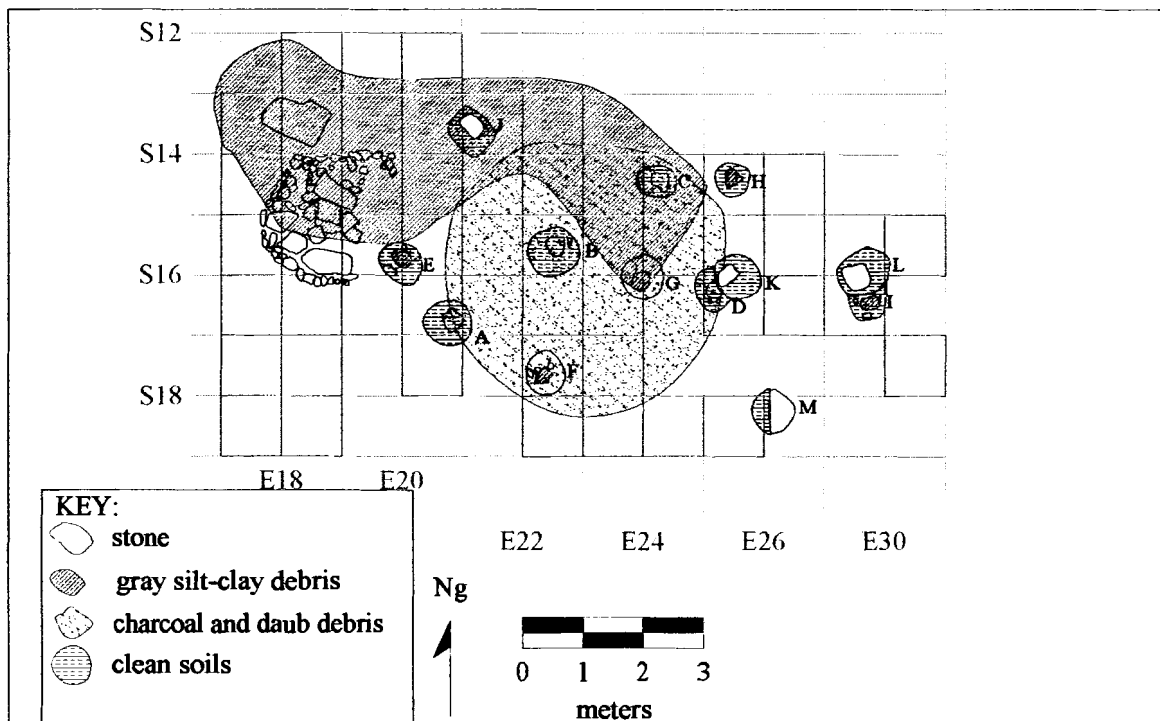 S12
J
S14
C
H
B
E
S16
G
K
L
D
I
A
F
S18
M
E18 E20
KEY:
stone
gray silt-clay debris
charcoal and daub debris
clean soils
E22 E24 E26 E30
Ng
0 1 2 3
meters